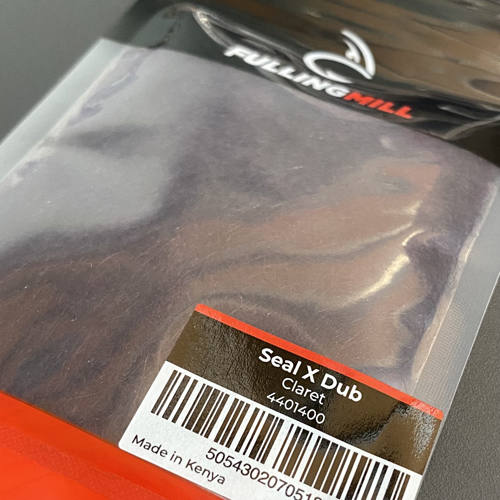 FULLINGMILL
Seal X Dub
Claret
4401400
Made in Kenya